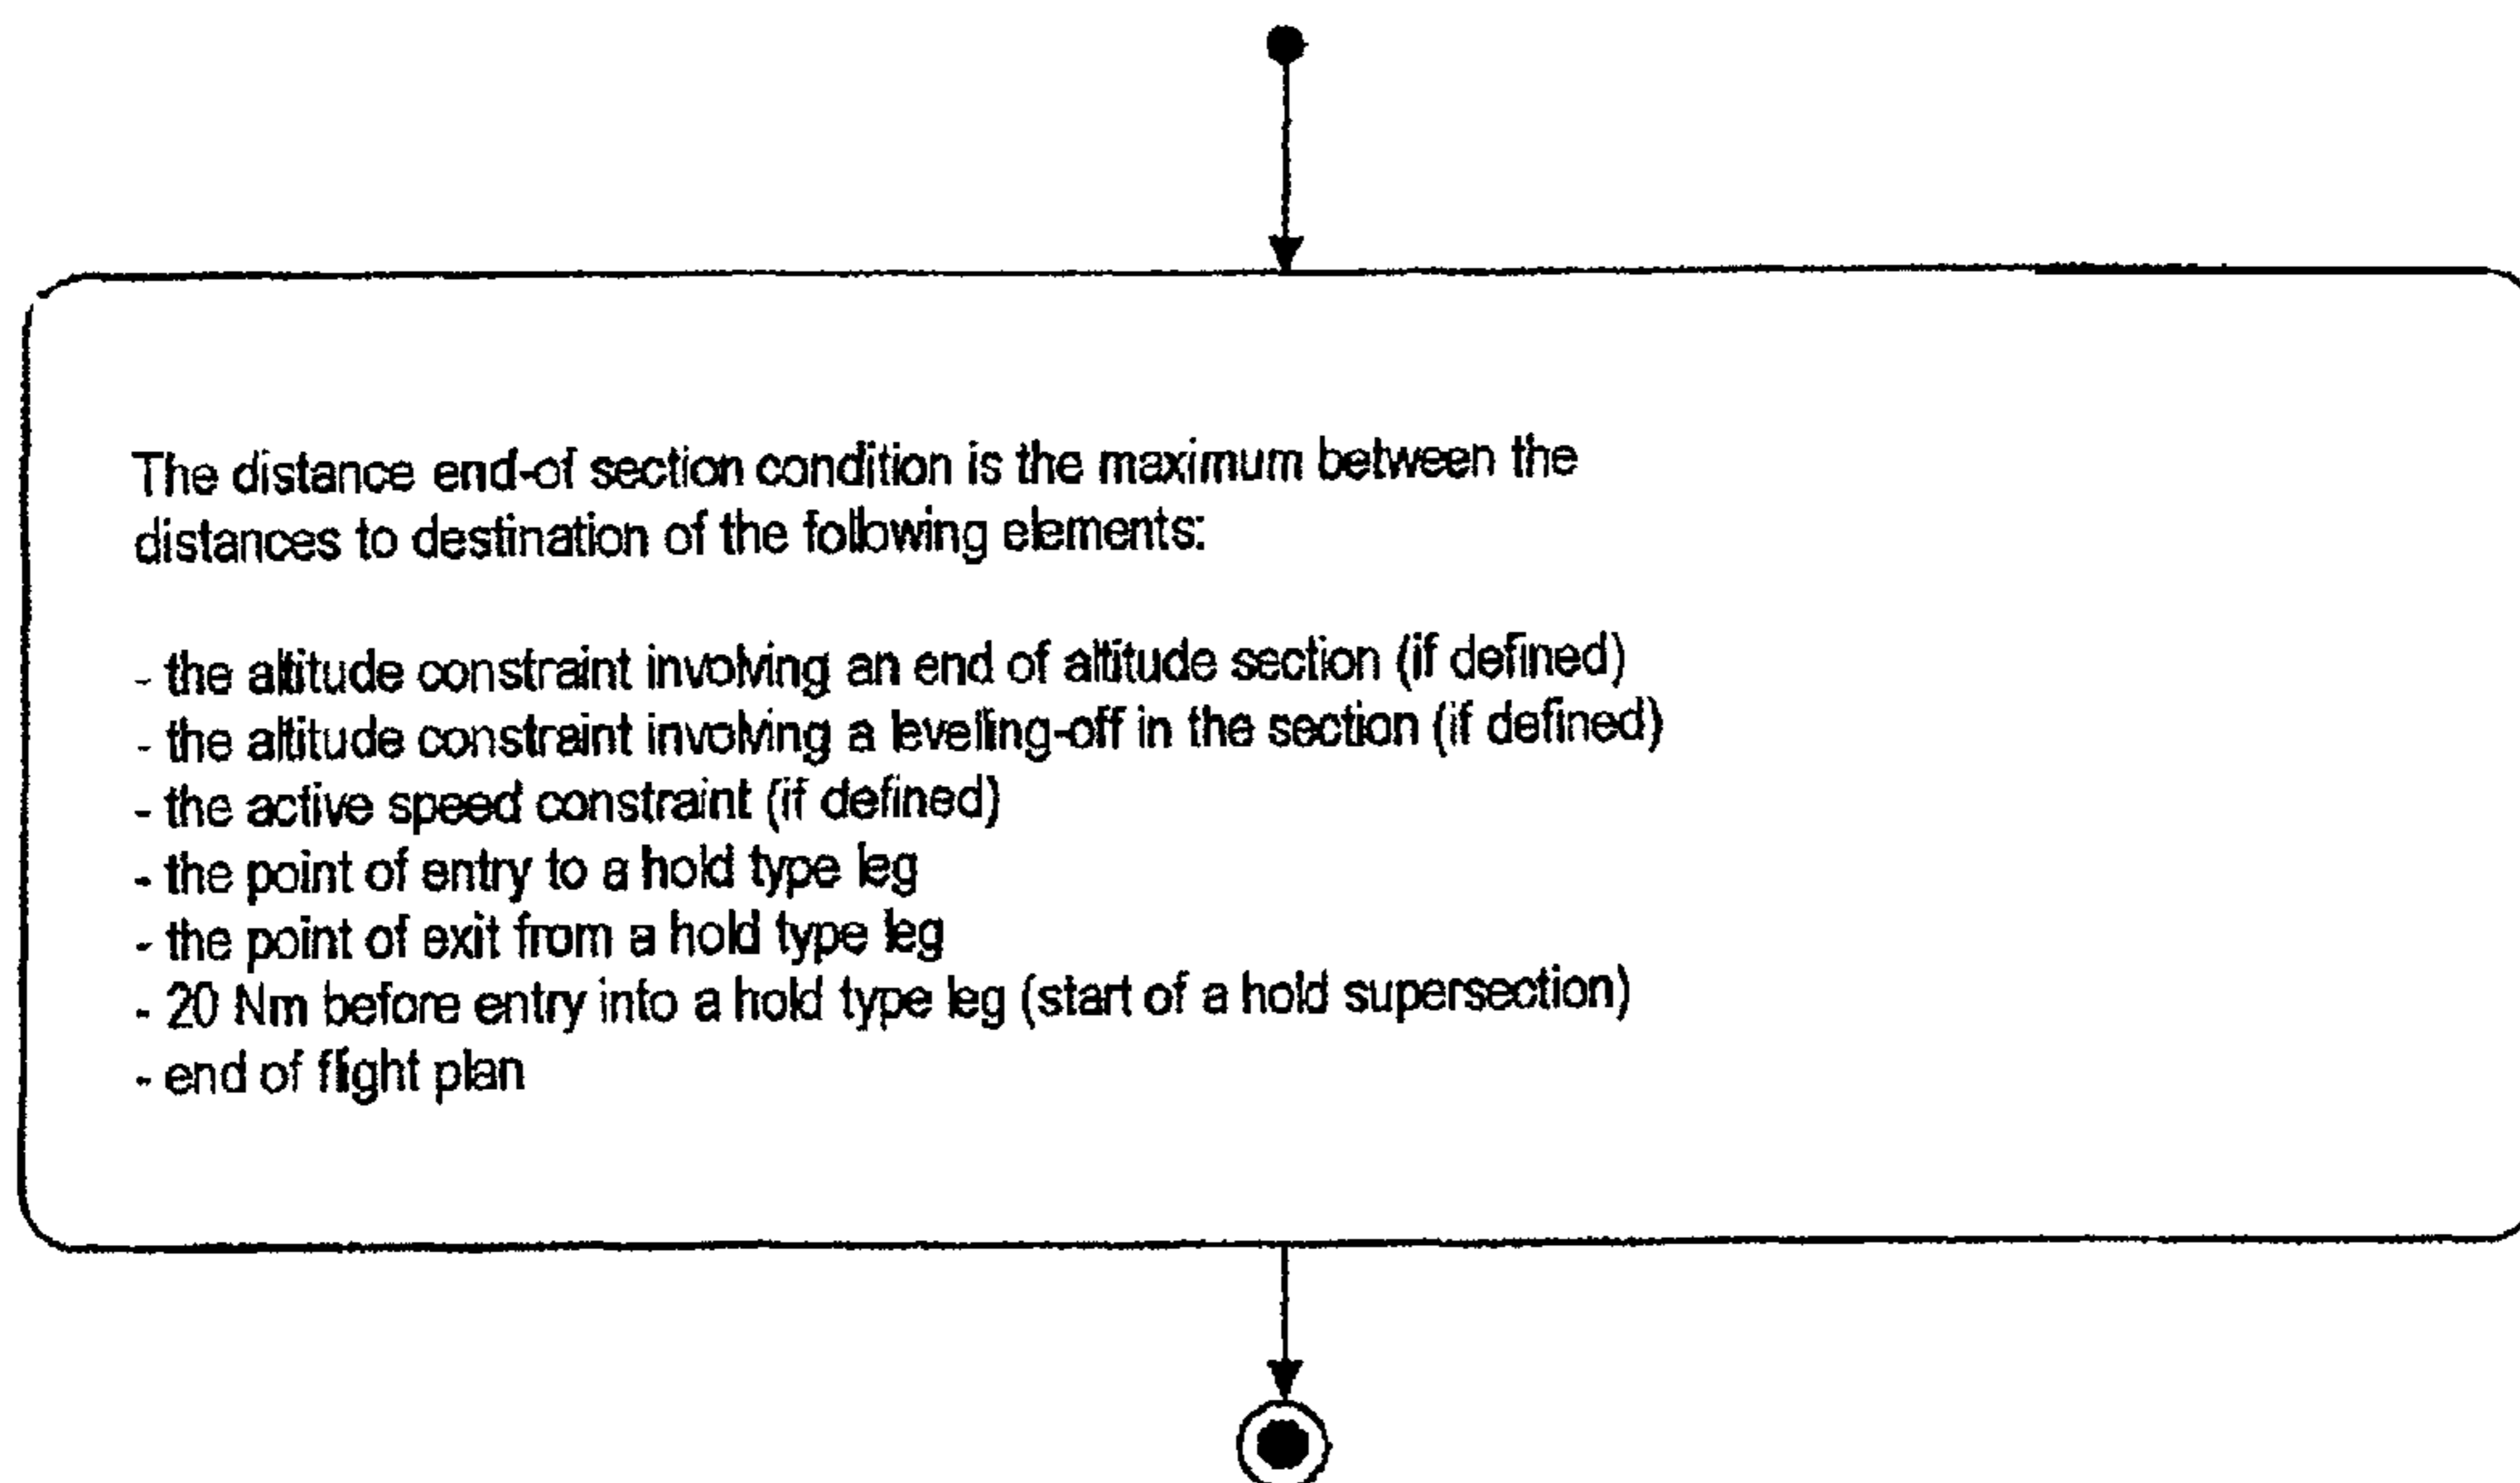 The distance end-of section condition is the maximum between the
distances to destination of the following elements:
- the altitude constraint involving an end of altitude section (if defined)
- the altitude constraint involving a levelling-off in the section (if defined)
- the active speed constraint (if defined)
- the point of entry to a hold type leg
- the point of exit from a hold type leg
- 20 Nm before entry into a hold type leg (start of a hold supersection)
- end of flight plan